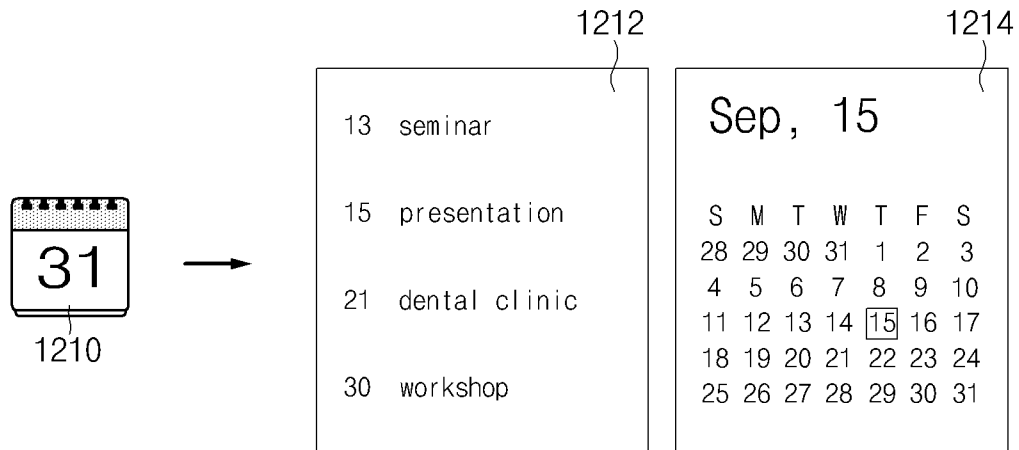 1212
1214
31
1210
13 seminar
15 presentation
21 dental clinic
30 workshop
Sep, 15
S M T W T F S
28 29 30 31 1 2 3
4 5 6 7 8 9 10
11 12 13 14 15 16 17
18 19 20 21 22 23 24
25 26 27 28 29 30 31